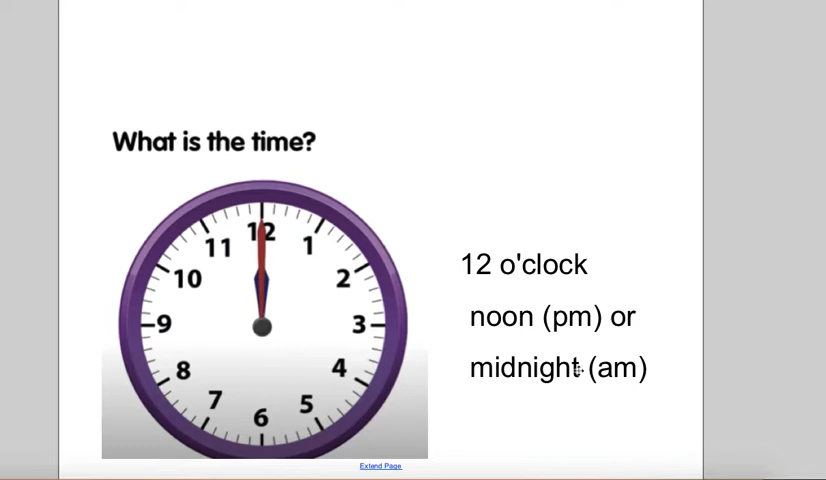 What is the time?
12
11
1
10
2
9
3
8
4
7
5
6
12 o'clock
noon (pm) or
midnight (am)
Extend Page